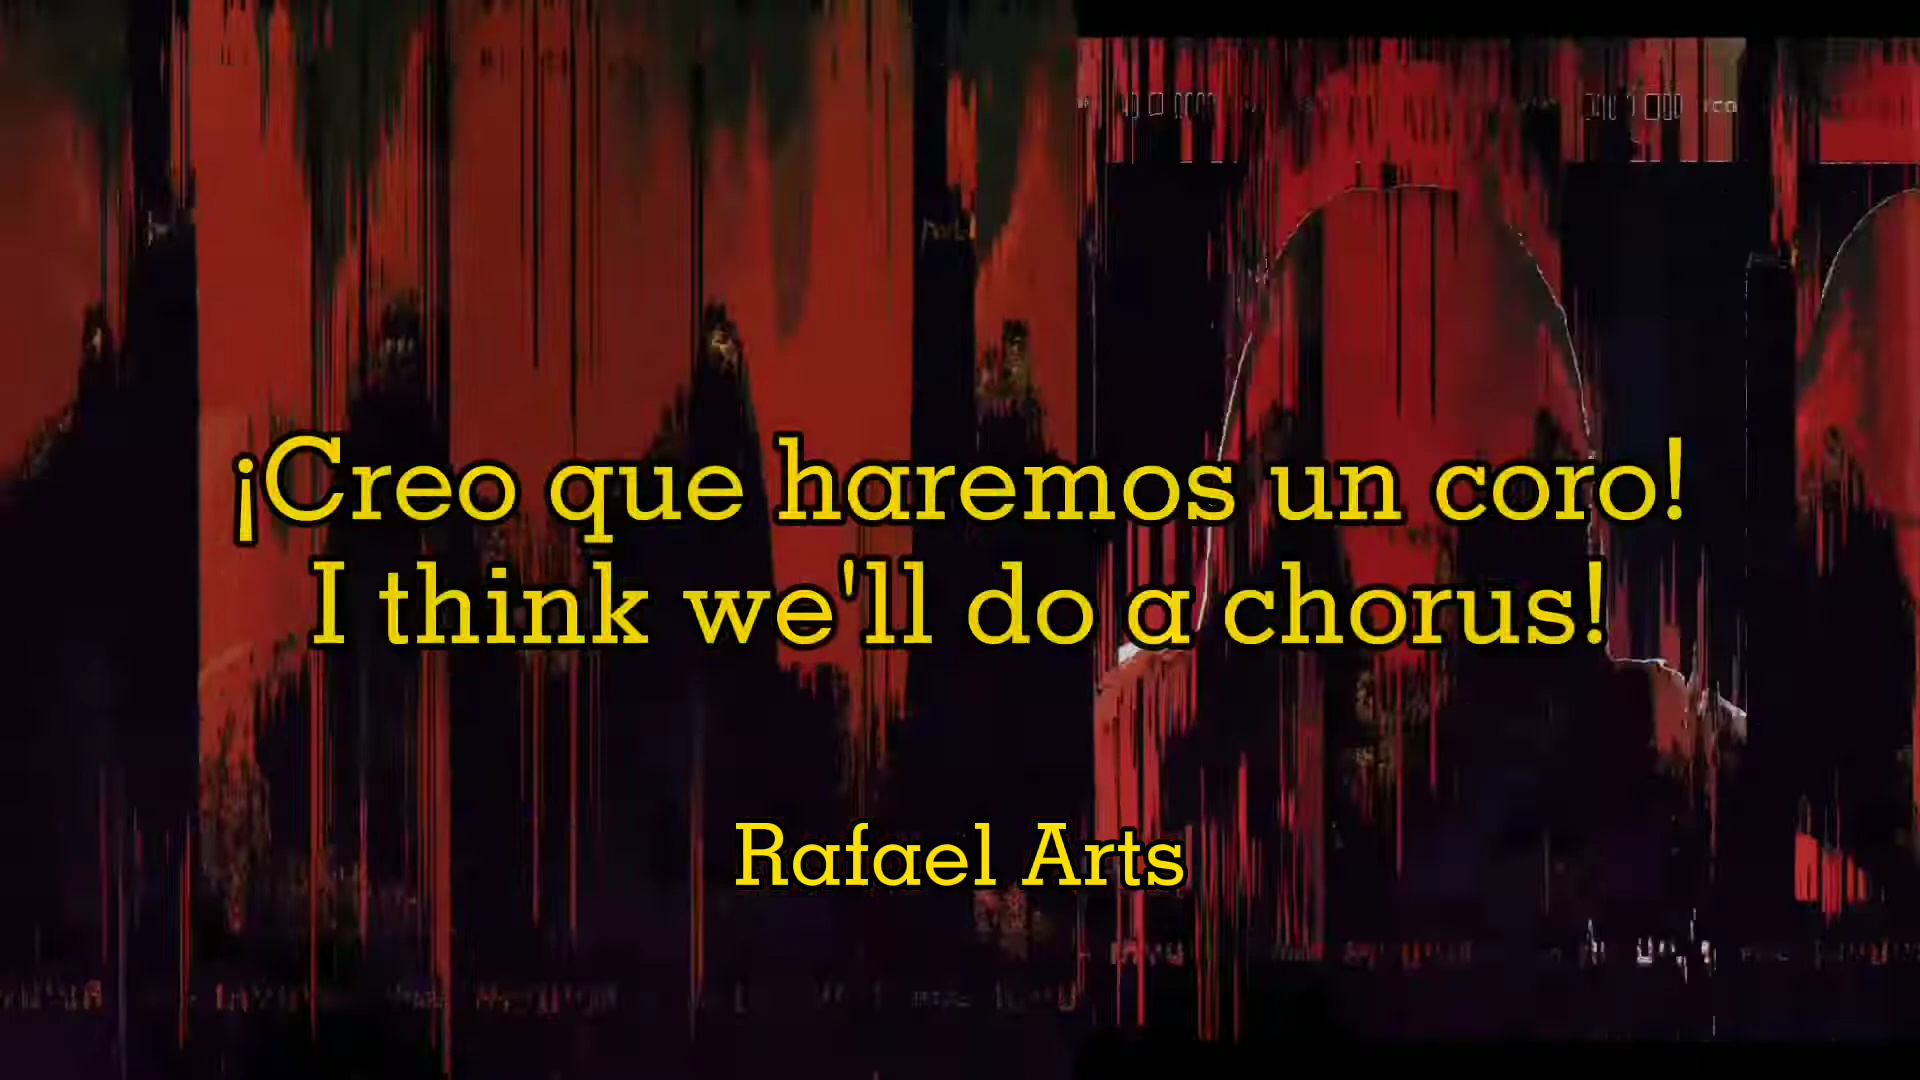 ¡Creo que haremos un coro!
I think we'll do a chorus!
Rafael Arts